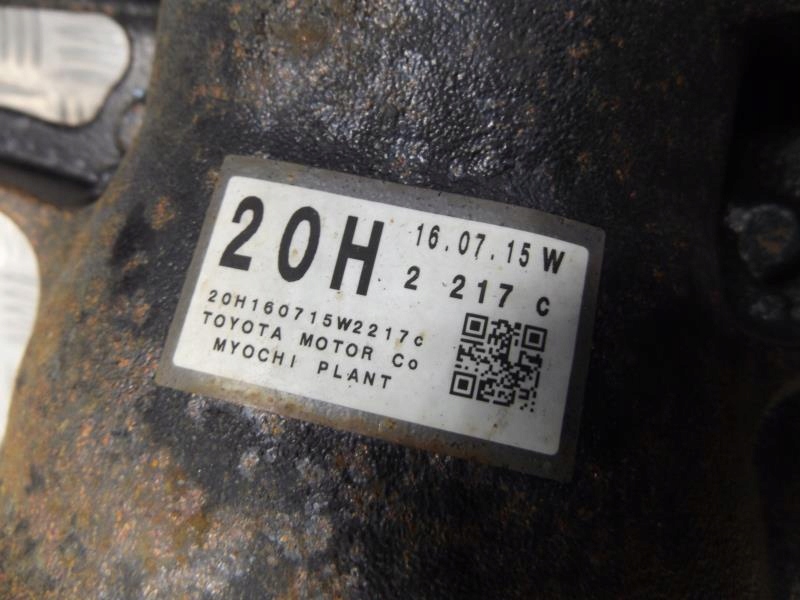 20H 16.07.15 W
2 217 c
20H160715W2217c
TOYOTA MOTOR Co
MYOCHI PLANT